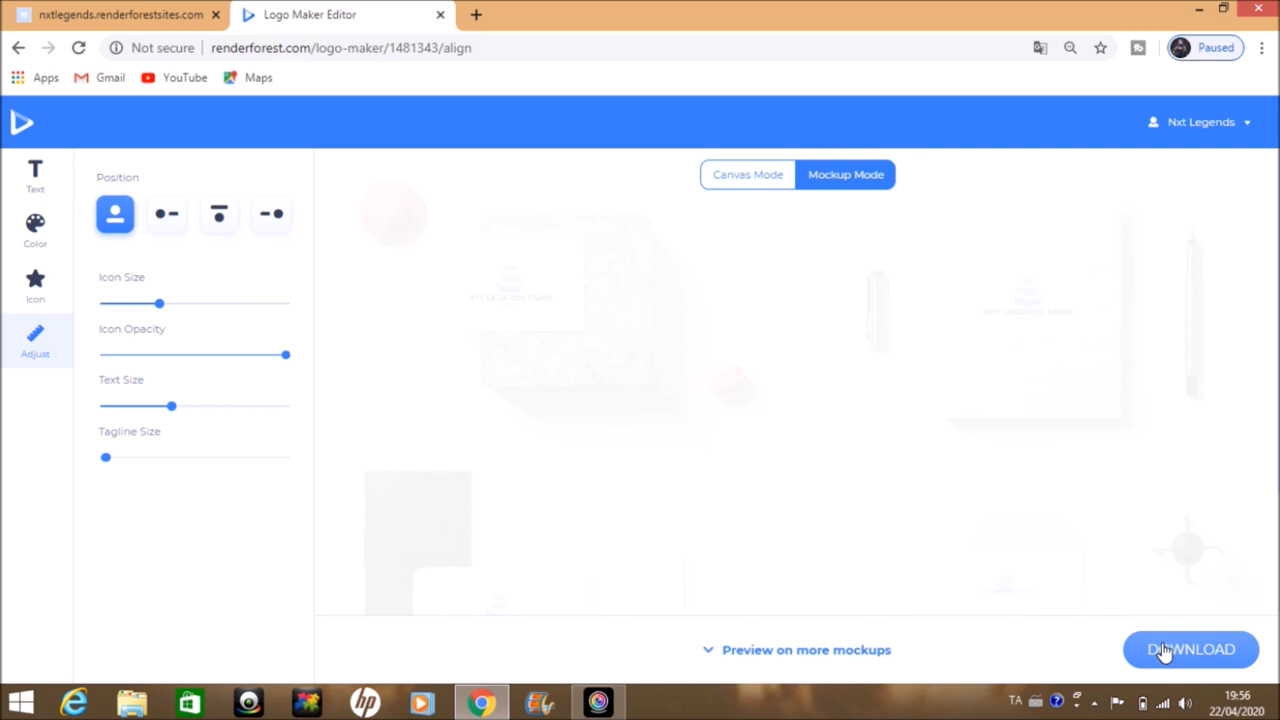 nxtlegends.renderforestsites.com
Logo Maker Editor
Not secure
renderforest.com/logo-maker/1481343/align
Paused
Apps
Gmail
YouTube
Maps
Nxt Legends
Text
Color
Icon
Adjust
Position
Icon Size
Icon Opacity
Text Size
Tagline Size
Canvas Mode
Mockup Mode
Preview on more mockups
DOWNLOAD
hp
TA
19:56
22/04/2020